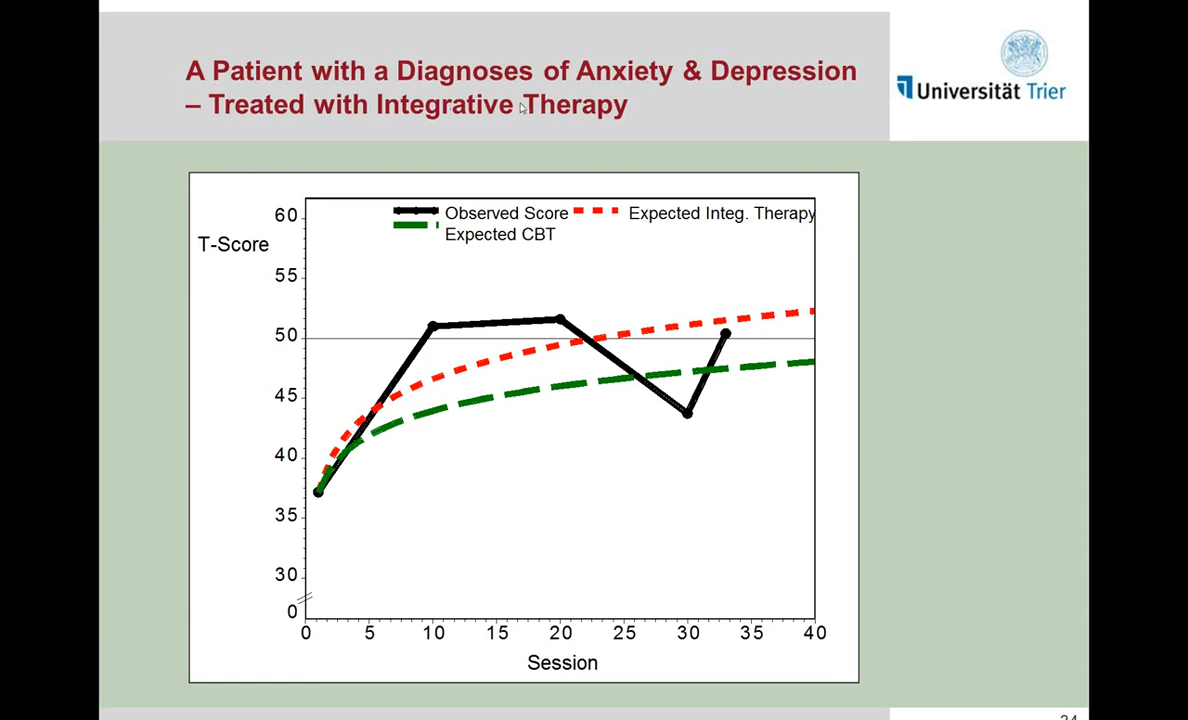 A Patient with a Diagnoses of Anxiety & Depression
– Treated with Integrative Therapy
Universität Trier
Observed Score
Expected Integ. Therapy
Expected CBT
T-Score
60
55
50
45
40
35
30
0
0 5 10 15 20 25 30 35 40
Session